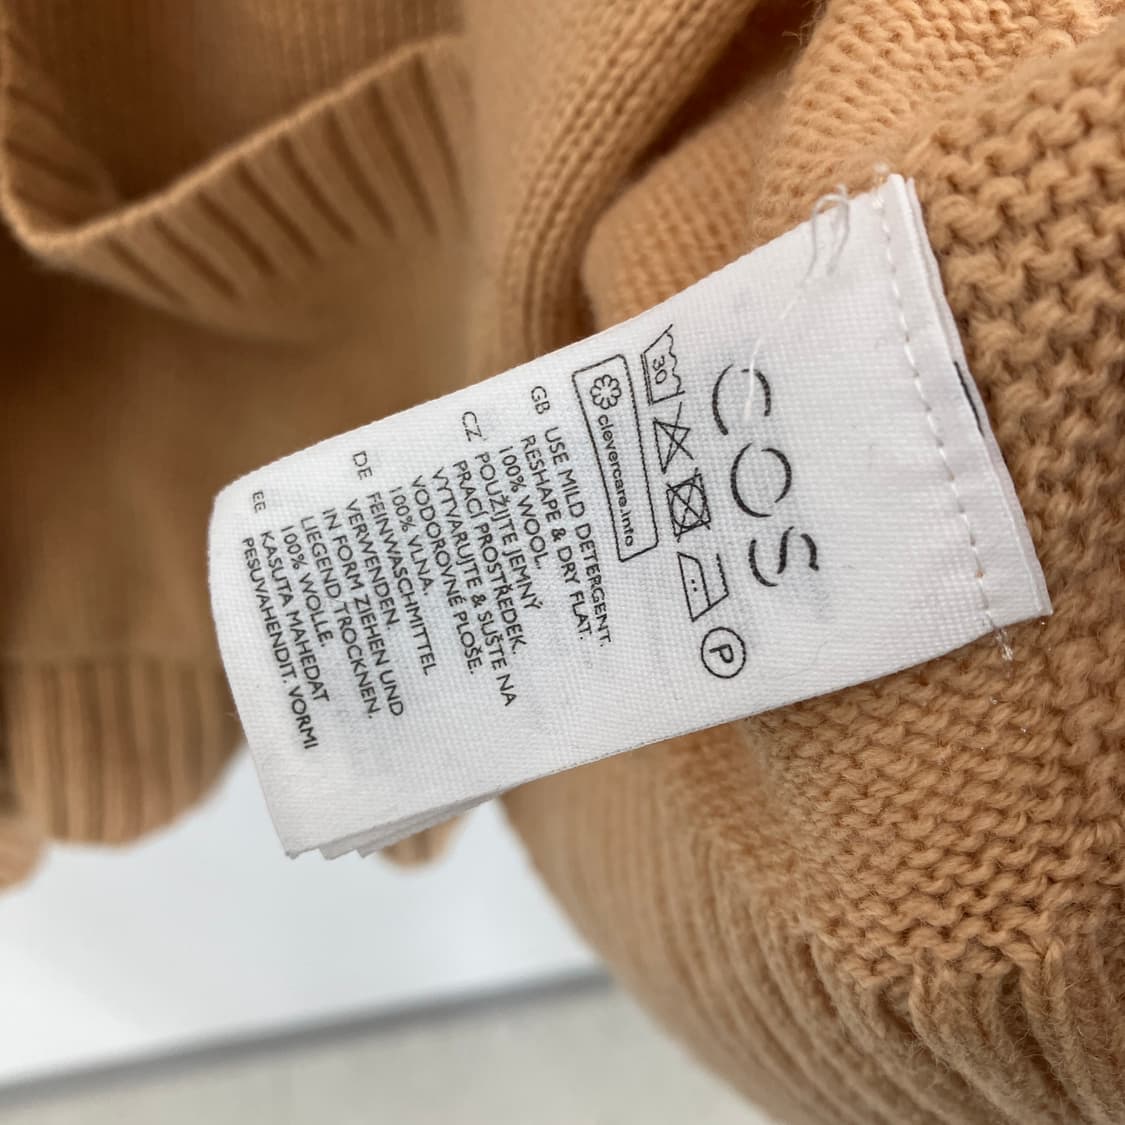 COS
30
P
clevercare.info
GB USE MILD DETERGENT.
RESHAPE & DRY FLAT.
100% WOOL.
CZ POUŽIJTE JEMNÝ
PRACÍ PROSTŘEDEK.
VYTVARUJTE & SUŠTE NA
VODOROVNÉ PLOŠE.
100% VLNA.
DE FEINWASCHMITTEL
VERWENDEN.
IN FORM ZIEHEN UND
LIEGEND TROCKNEN.
100% WOLLE.
EE KASUTA MAHEDAT
PESUVAHENDIT. VORMI